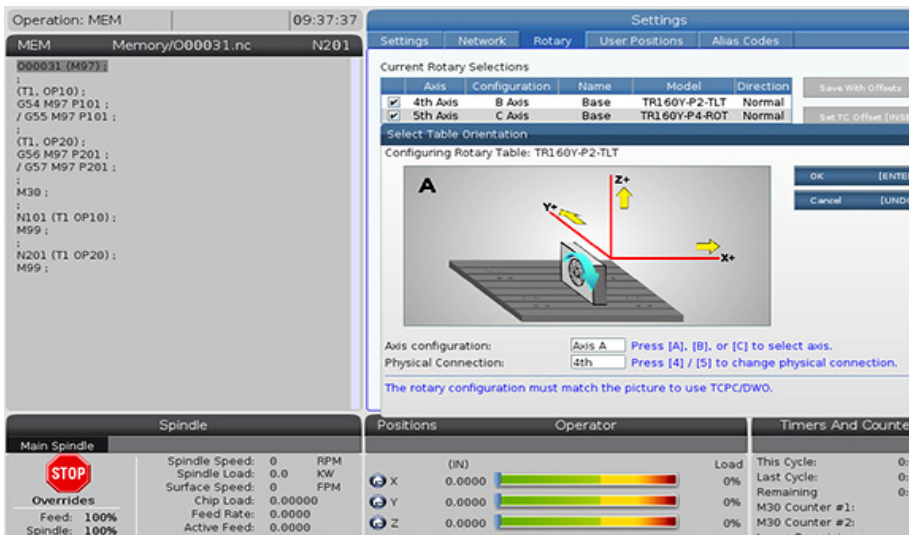 Operation: MEM 09:37:37
MEM Memory/O00031.nc N201
O00031 (M97) ;
;
(T1, OP10) ;
G54 M97 P101 ;
/ G55 M97 P101 ;
;
(T1, OP20) ;
G56 M97 P201 ;
/ G57 M97 P201 ;
;
M30 ;
;
N101 (T1 OP10) ;
M99 ;
;
N201 (T1 OP20) ;
M99 ;
Settings
Settings Network Rotary User Positions Alias Codes
Current Rotary Selections
Axis Configuration Name Model Direction
4th Axis B Axis Base TR160Y-P2-TLT Normal
5th Axis C Axis Base TR160Y-P4-ROT Normal
Save With Offsets
Set TC Offset [INSE
Select Table Orientation
Configuring Rotary Table: TR160Y-P2-TLT
A
Z+
Y+
X+
OK [ENTE
Cancel [UNDO
Axis configuration: Axis A Press [A], [B], or [C] to select axis.
Physical Connection: 4th Press [4] / [5] to change physical connection.
The rotary configuration must match the picture to use TCPC/DWO.
Spindle
Main Spindle
STOP
Overrides
Feed: 100%
Spindle: 100%
Spindle Speed: 0 RPM
Spindle Load: 0.0 KW
Surface Speed: 0 FPM
Chip Load: 0.00000
Feed Rate: 0.0000
Active Feed: 0.0000
Positions Operator
(IN) Load
X 0.0000 0%
Y 0.0000 0%
Z 0.0000 0%
Timers And Counte
This Cycle: 0:
Last Cycle: 0:
Remaining 0:
M30 Counter #1:
M30 Counter #2: